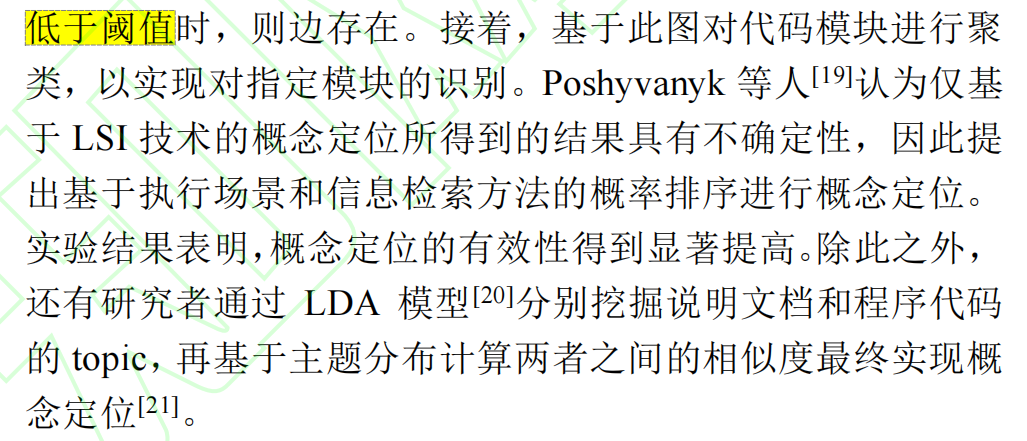 低于阈值时，则边存在。接着，基于此图对代码模块进行聚
类，以实现对指定模块的识别。Poshyvanyk 等人[19]认为仅基
于 LSI 技术的概念定位所得到的结果具有不确定性，因此提
出基于执行场景和信息检索方法的概率排序进行概念定位。
实验结果表明，概念定位的有效性得到显著提高。除此之外，
还有研究者通过 LDA 模型[20]分别挖掘说明文档和程序代码
的 topic，再基于主题分布计算两者之间的相似度最终实现概
念定位[21]。